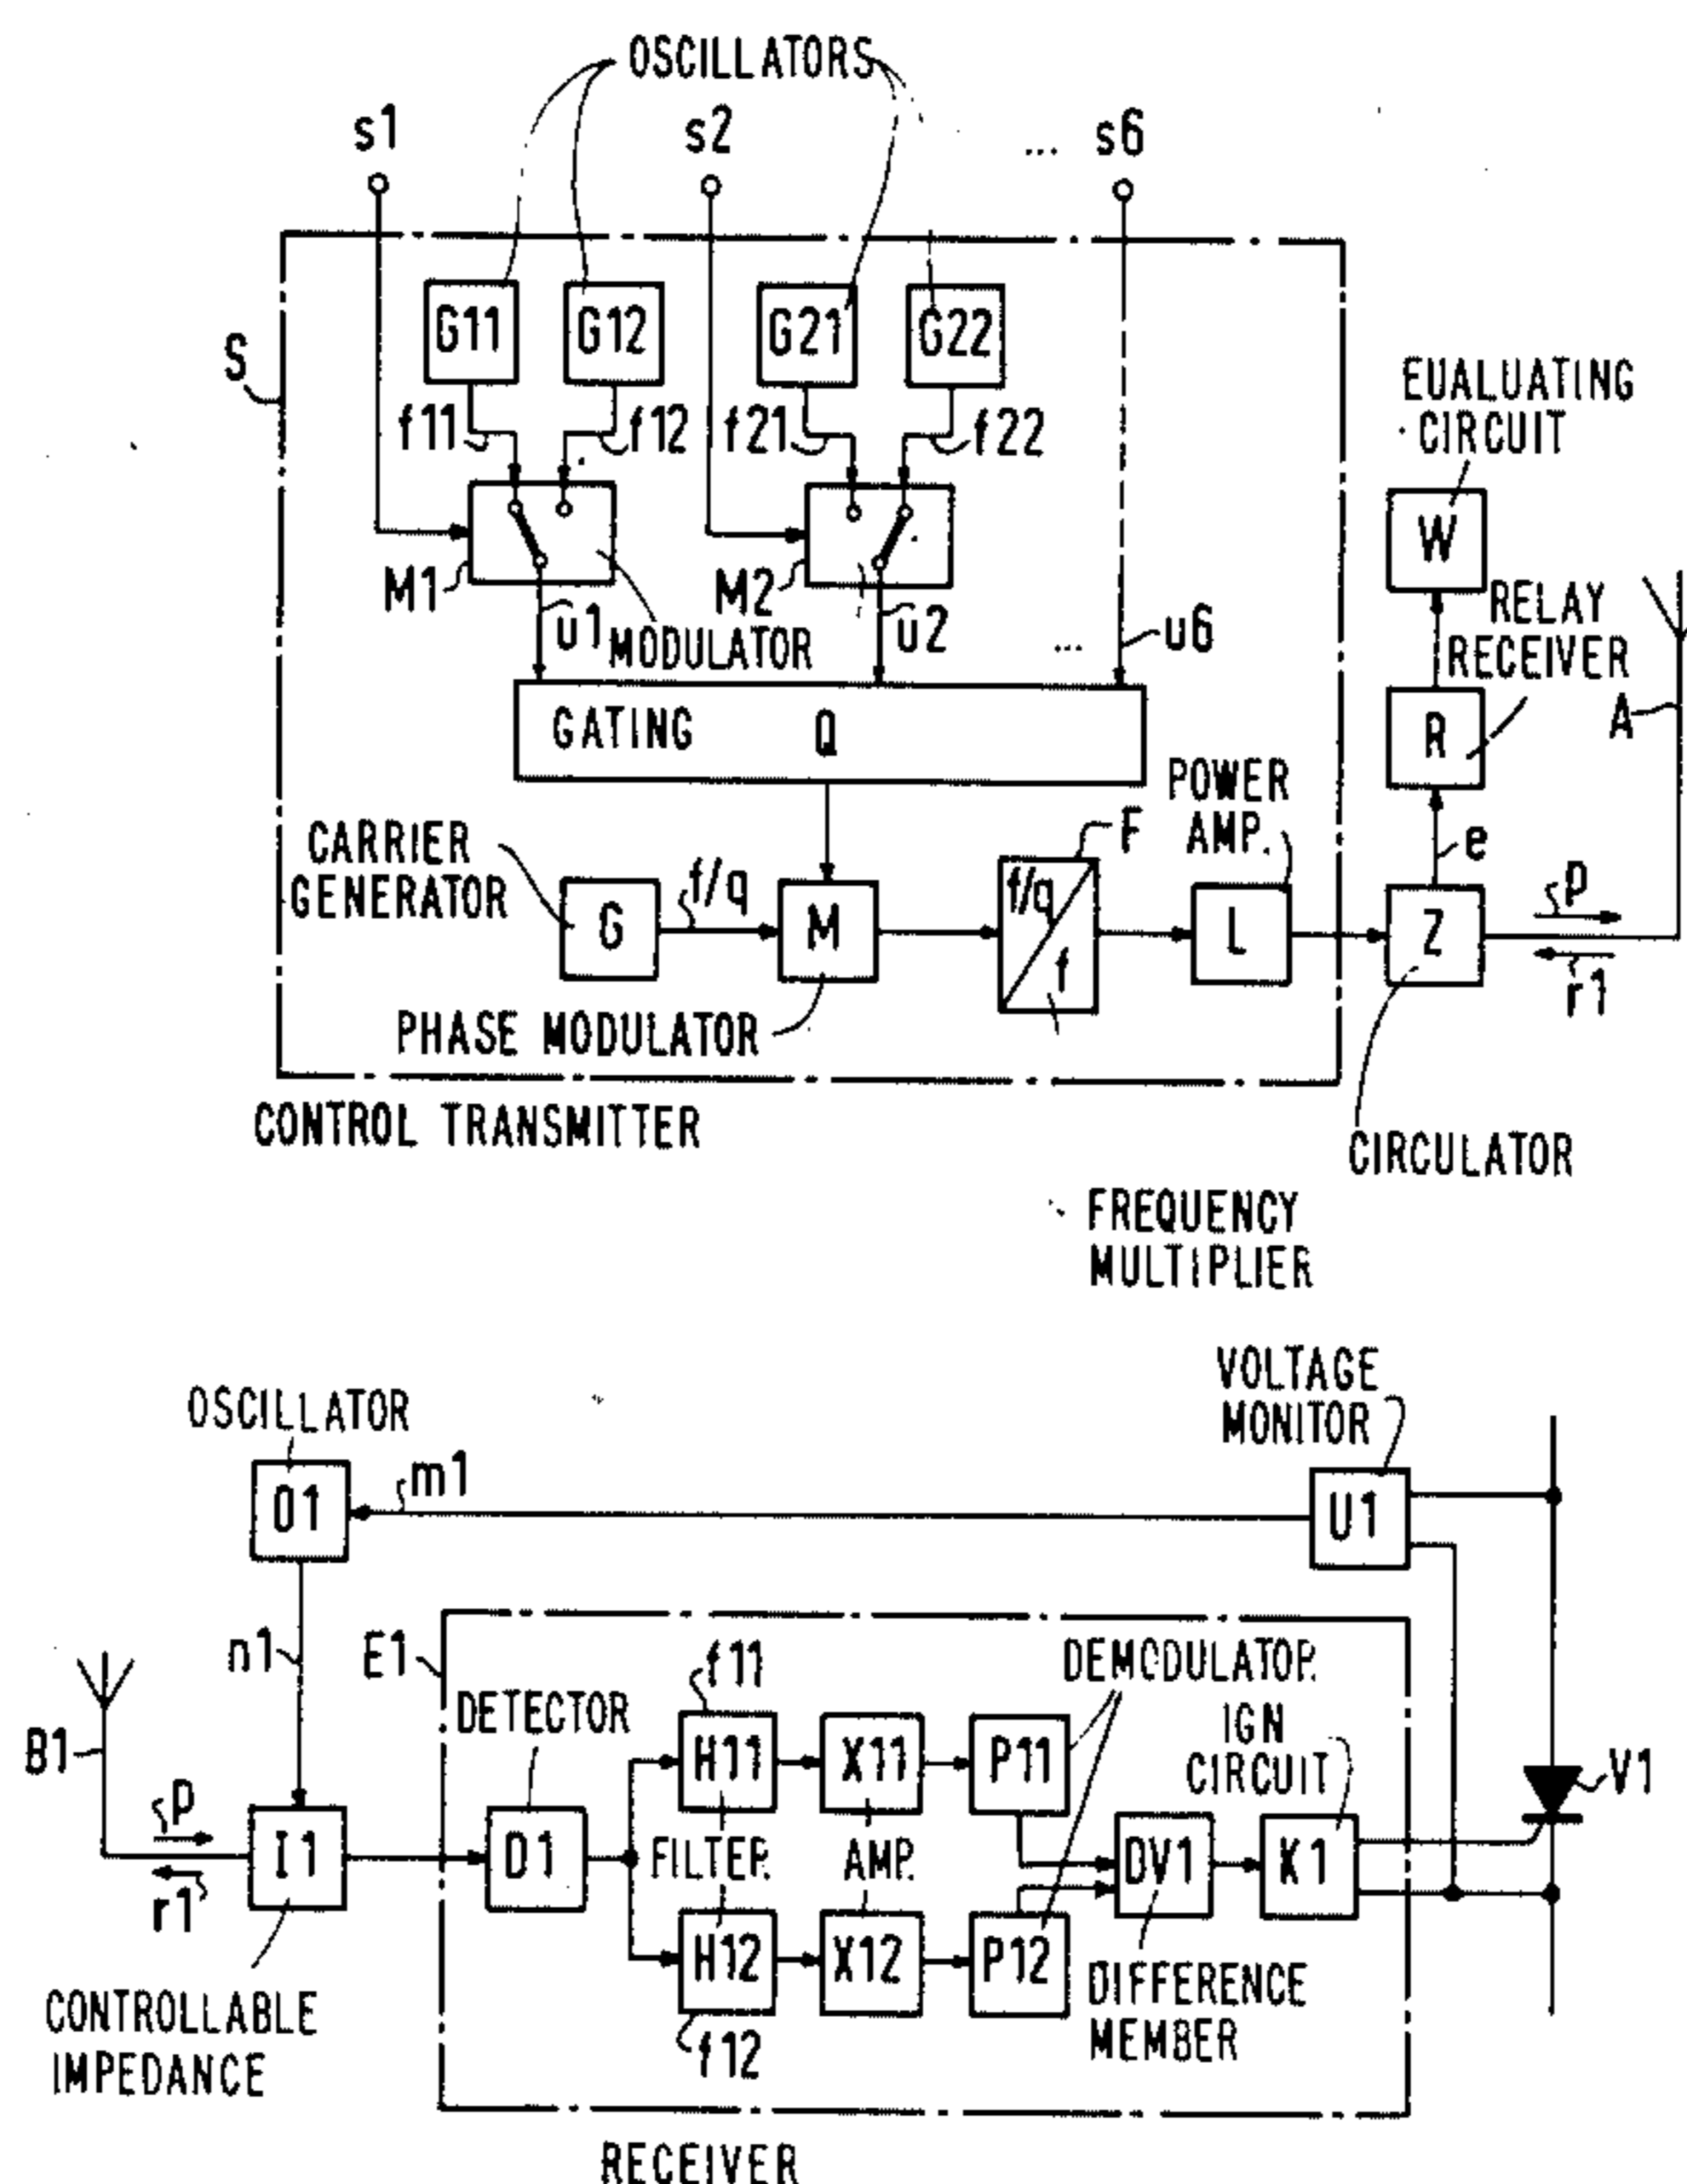 OSCILLATORS
s1
s2
...
s6
G11
G12
G21
G22
S
f11
f12
f21
f22
EUALUATING
CIRCUIT
W
M1
M2
u1
MODULATOR
u2
...
u6
RELAY
RECEIVER
GATING
Q
R
A
POWER
AMP.
CARRIER
GENERATOR
f/q
F
e
G
M
f/q
f
L
Z
p
r1
PHASE MODULATOR
CONTROL TRANSMITTER
CIRCULATOR
FREQUENCY
MULTIPLIER
VOLTAGE
MONITOR
OSCILLATOR
m1
O1
U1
n1
E1
f11
DEMODULATOR
DETECTOR
IGN
CIRCUIT
B1
H11
X11
P11
V1
p
I1
D1
FILTER
AMP.
DV1
K1
r1
H12
X12
P12
DIFFERENCE
MEMBER
f12
CONTROLLABLE
IMPEDANCE
RECEIVER